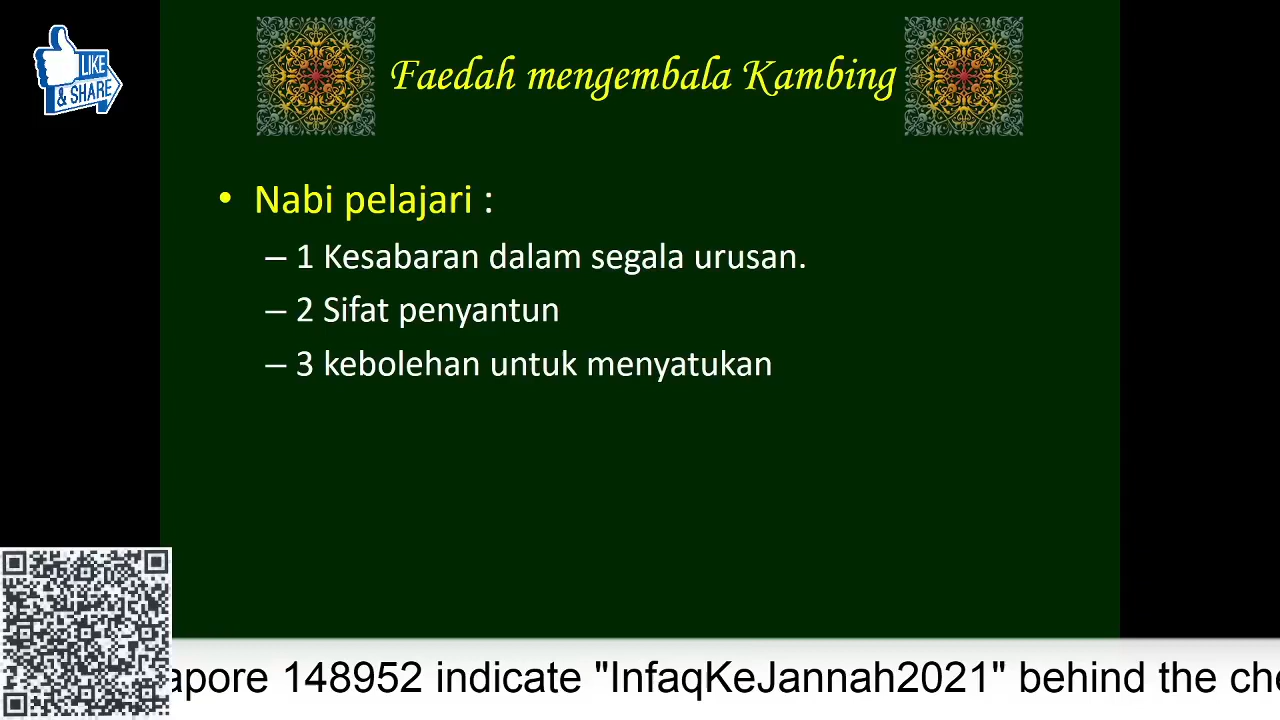 LIKE
& SHARE
Faedah mengembala Kambing
• Nabi pelajari :
– 1 Kesabaran dalam segala urusan.
– 2 Sifat penyantun
– 3 kebolehan untuk menyatukan
apore 148952 indicate "InfaqKeJannah2021" behind the che